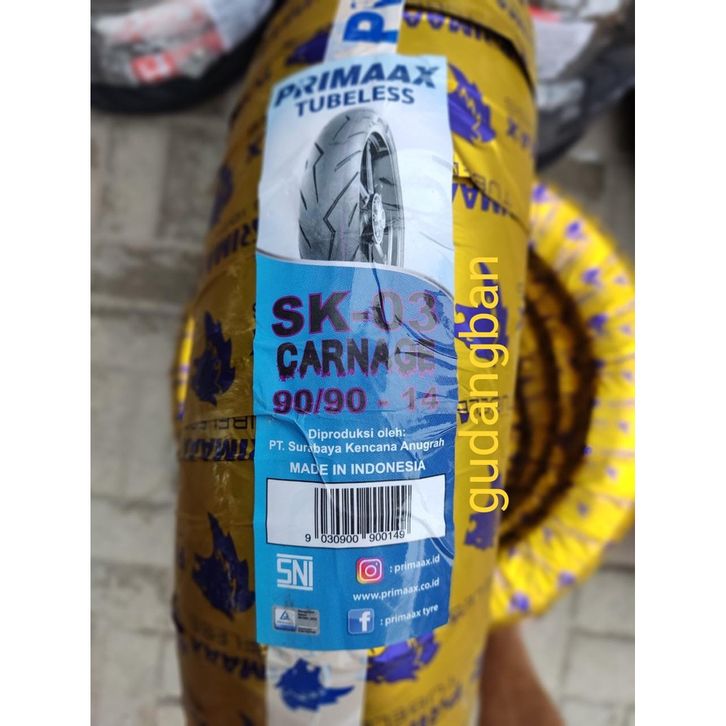 PRIMAAX
TUBELESS
SK-03
CARNAGE
90/90 - 14
Diproduksi oleh:
PT. Surabaya Kencana Anugrah
MADE IN INDONESIA
9 030900 900149
SNI
: primaax.id
www.primaax.co.id
f : primaax tyre
gudangban